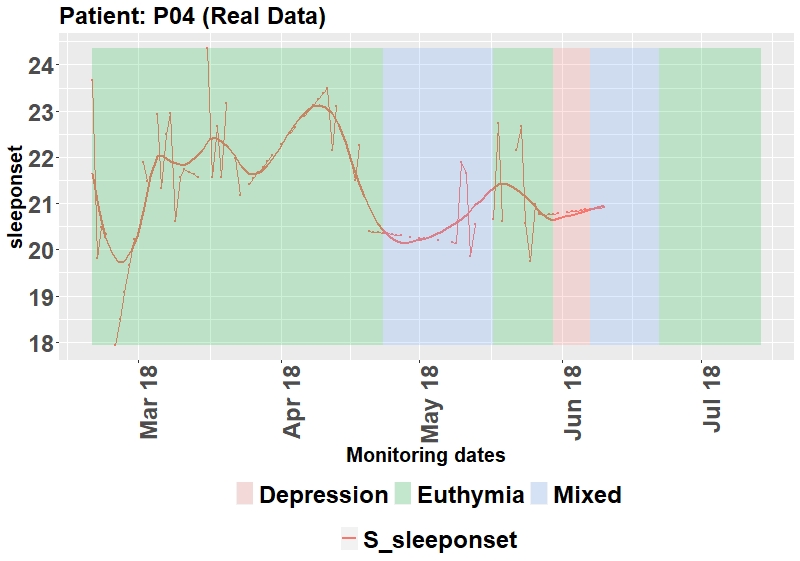 Patient: P04 (Real Data)
24
23
22
21
20
19
18
sleeponset
Mar 18
Apr 18
May 18
Jun 18
Jul 18
Monitoring dates
Depression Euthymia Mixed
S_sleeponset